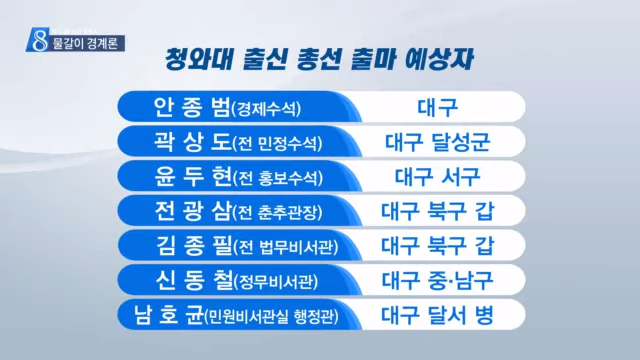 8 물갈이 경계론
청와대 출신 총선 출마 예상자
안종범(경제수석) 대구
곽상도(전 민정수석) 대구 달성군
윤두현(전 홍보수석) 대구 서구
전광삼(전 춘추관장) 대구 북구 갑
김종필(전 법무비서관) 대구 북구 갑
신동철(정무비서관) 대구 중·남구
남호균(민원비서관실 행정관) 대구 달서 병